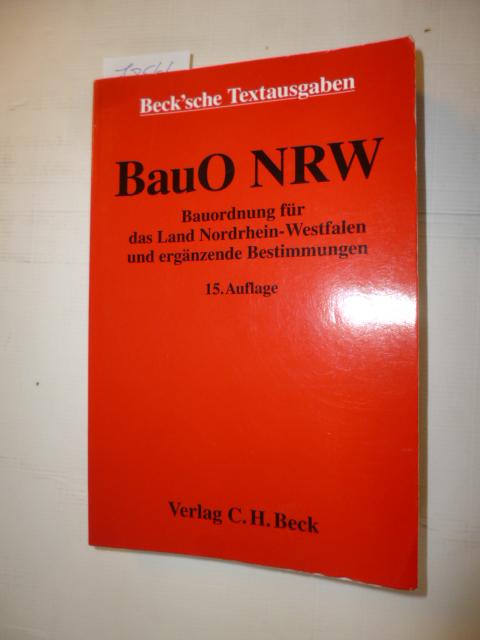 Beck'sche Textausgaben
BauO NRW
Bauordnung für
das Land Nordrhein-Westfalen
und ergänzende Bestimmungen
15. Auflage
Verlag C. H. Beck